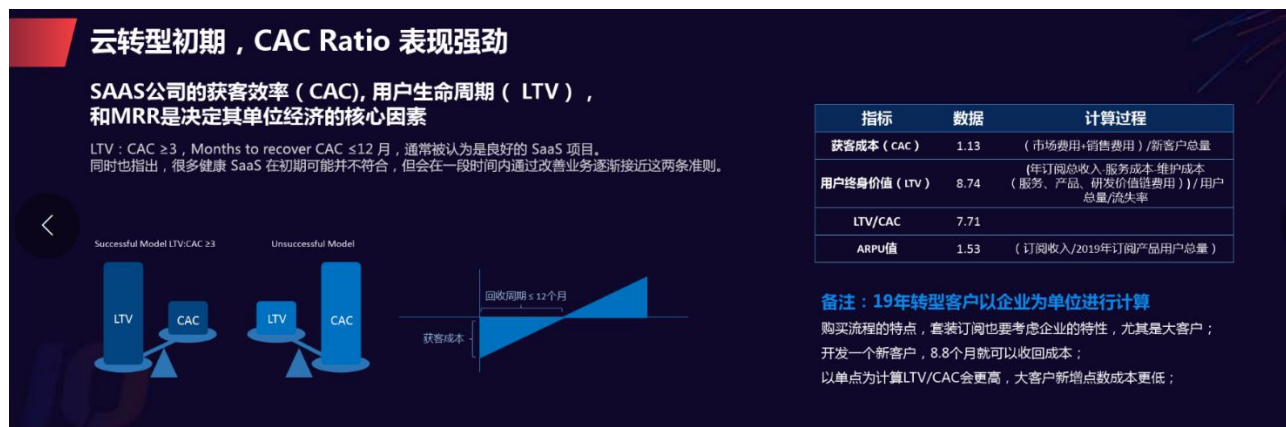 云转型初期，CAC Ratio 表现强劲
SAAS公司的获客效率（CAC), 用户生命周期（ LTV），
和MRR是决定其单位经济的核心因素
LTV：CAC ≥3，Months to recover CAC ≤12 月，通常被认为是良好的 SaaS 项目。
同时也指出，很多健康 SaaS 在初期可能并不符合，但会在一段时间内通过改善业务逐渐接近这两条准则。
Successful Model LTV:CAC ≥3
Unsuccessful Model
LTV
CAC
LTV
CAC
回收周期 ≤ 12个月
获客成本
指标 数据 计算过程
获客成本（CAC） 1.13 （市场费用+销售费用）/新客户总量
用户终身价值（LTV） 8.74 (年订阅总收入-服务成本-维护成本
（服务、产品、研发价值链费用))/用户
总量/流失率
LTV/CAC 7.71
ARPU值 1.53 （订阅收入/2019年订阅产品用户总量）
备注：19年转型客户以企业为单位进行计算
购买流程的特点，套装订阅也要考虑企业的特性，尤其是大客户；
开发一个新客户，8.8个月就可以收回成本；
以单点为计算LTV/CAC会更高，大客户新增点数成本更低；